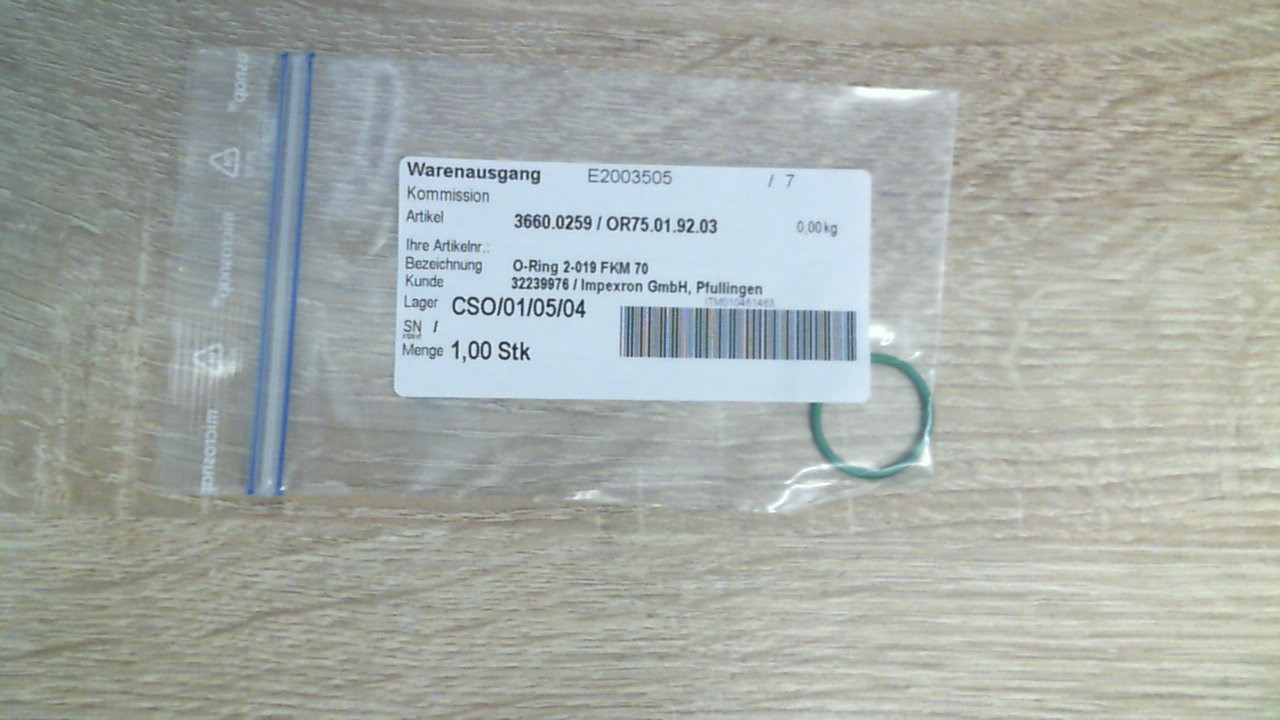 Warenausgang E2003505 / 7
Kommission
Artikel 3660.0259 / OR75.01.92.03 0,00 kg
Ihre Artikelnr.:
Bezeichnung O-Ring 2-019 FKM 70
Kunde 32239976 / Impexron GmbH, Pfullingen
Lager CSO/01/05/04
SN /
Menge 1,00 Stk